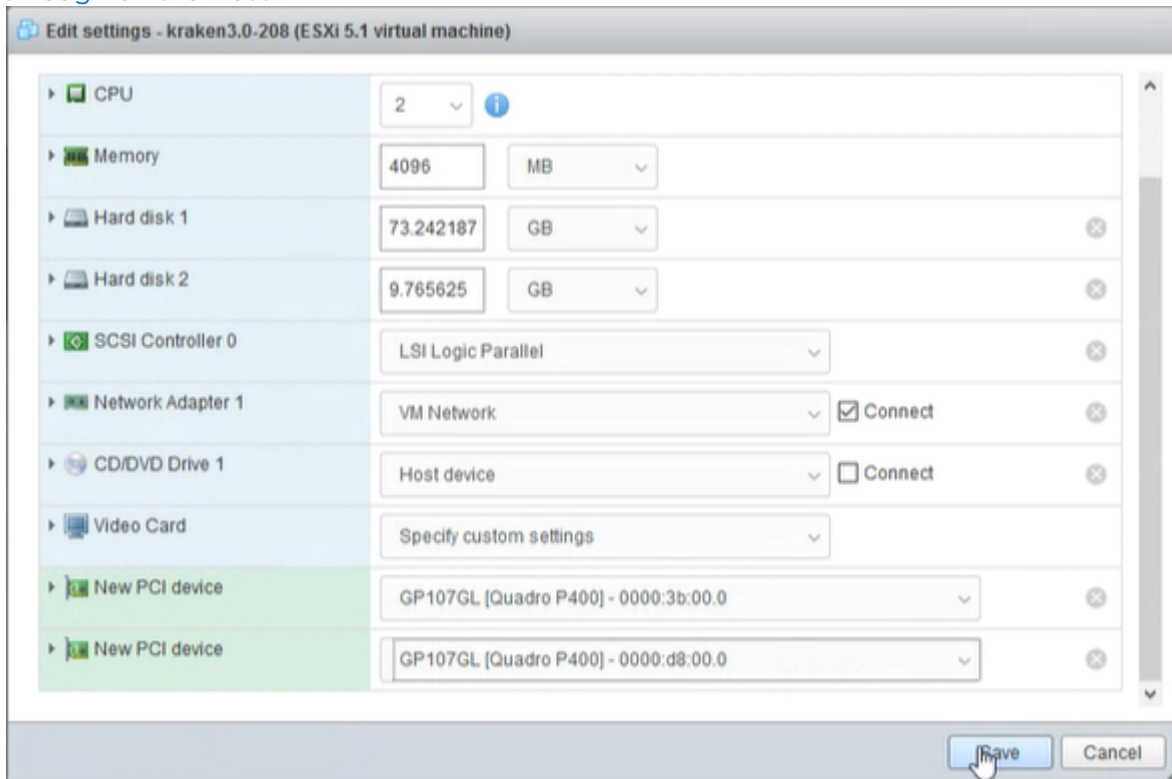 Edit settings - kraken3.0-208 (ESXi 5.1 virtual machine)
CPU 2
Memory 4096 MB
Hard disk 1 73.242187 GB
Hard disk 2 9.765625 GB
SCSI Controller 0 LSI Logic Parallel
Network Adapter 1 VM Network Connect
CD/DVD Drive 1 Host device Connect
Video Card Specify custom settings
New PCI device GP107GL [Quadro P400] - 0000:3b:00.0
New PCI device GP107GL [Quadro P400] - 0000:d8:00.0
Save Cancel